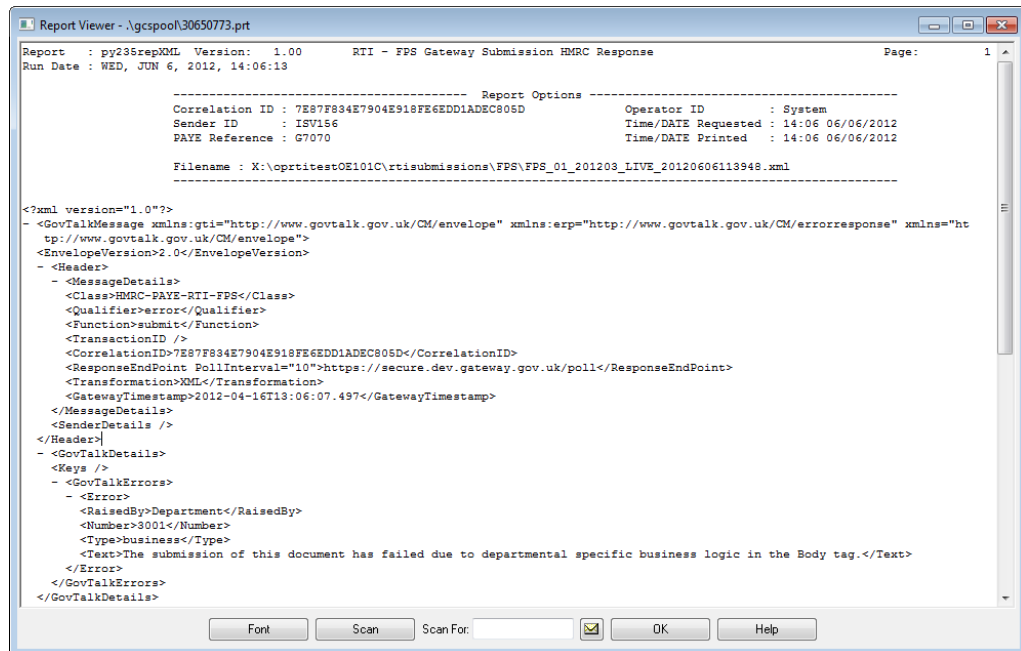 Report Viewer - .\gcspool\30650773.prt
Report : py235repXML Version: 1.00 RTI - FPS Gateway Submission HMRC Response Page: 1
Run Date : WED, JUN 6, 2012, 14:06:13
----------------------------------------- Report Options -------------------------------------------
Correlation ID : 7E87F834E7904E918FE6EDD1ADEC805D Operator ID : System
Sender ID : ISV156 Time/DATE Requested : 14:06 06/06/2012
PAYE Reference : G7070 Time/DATE Printed : 14:06 06/06/2012
Filename : X:\oprtitestOE101C\rtisubmissions\FPS\FPS_01_201203_LIVE_20120606113948.xml
----------------------------------------------------------------------------------------------------
<?xml version="1.0"?>
- <GovTalkMessage xmlns:gti="http://www.govtalk.gov.uk/CM/envelope" xmlns:erp="http://www.govtalk.gov.uk/CM/errorresponse" xmlns="ht
tp://www.govtalk.gov.uk/CM/envelope">
<EnvelopeVersion>2.0</EnvelopeVersion>
- <Header>
- <MessageDetails>
<Class>HMRC-PAYE-RTI-FPS</Class>
<Qualifier>error</Qualifier>
<Function>submit</Function>
<TransactionID />
<CorrelationID>7E87F834E7904E918FE6EDD1ADEC805D</CorrelationID>
<ResponseEndPoint PollInterval="10">https://secure.dev.gateway.gov.uk/poll</ResponseEndPoint>
<Transformation>XML</Transformation>
<GatewayTimestamp>2012-04-16T13:06:07.497</GatewayTimestamp>
</MessageDetails>
<SenderDetails />
</Header>
- <GovTalkDetails>
<Keys />
- <GovTalkErrors>
- <Error>
<RaisedBy>Department</RaisedBy>
<Number>3001</Number>
<Type>business</Type>
<Text>The submission of this document has failed due to departmental specific business logic in the Body tag.</Text>
</Error>
</GovTalkErrors>
</GovTalkDetails>
Font Scan Scan For: OK Help